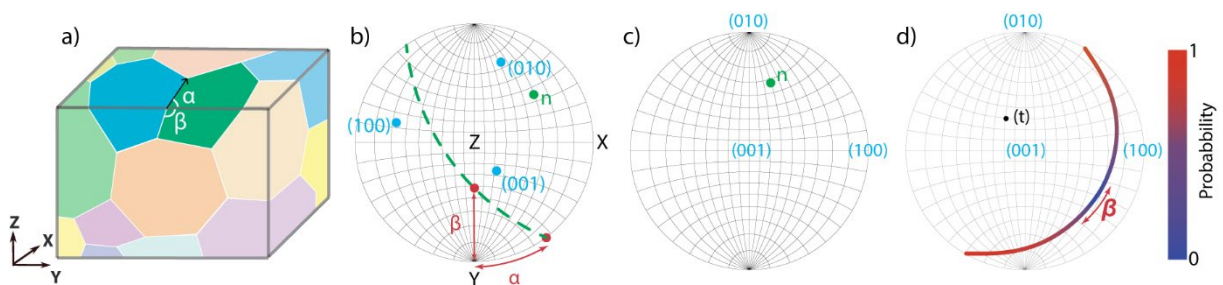 a)
α
β
Z
X
Y
b)
(010)
n
(100)
Z
X
(001)
β
Y
α
c)
(010)
n
(001)
(100)
d)
(010)
(t)
(001)
(100)
β
1
Probability
0